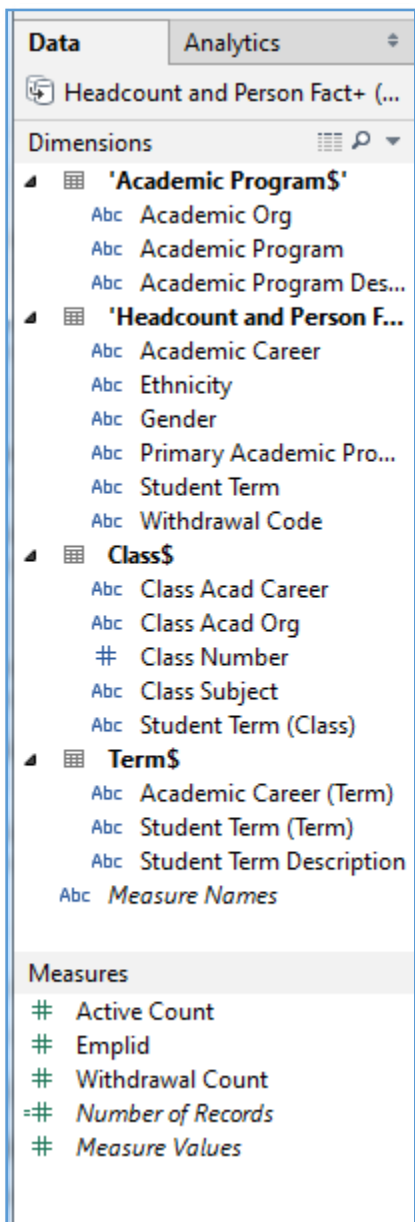 Data Analytics
Headcount and Person Fact+ (...
Dimensions
'Academic Program$'
Abc Academic Org
Abc Academic Program
Abc Academic Program Des...
'Headcount and Person F...
Abc Academic Career
Abc Ethnicity
Abc Gender
Abc Primary Academic Pro...
Abc Student Term
Abc Withdrawal Code
Class$
Abc Class Acad Career
Abc Class Acad Org
# Class Number
Abc Class Subject
Abc Student Term (Class)
Term$
Abc Academic Career (Term)
Abc Student Term (Term)
Abc Student Term Description
Abc Measure Names
Measures
# Active Count
# Emplid
# Withdrawal Count
=# Number of Records
# Measure Values